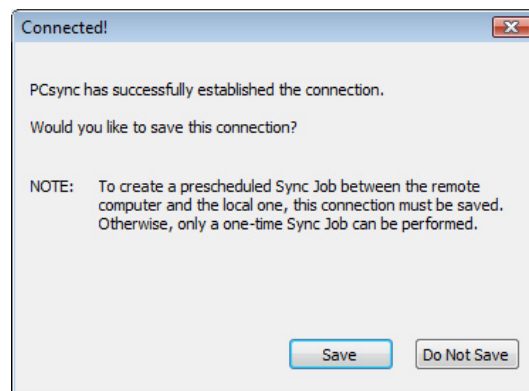 Connected!
PCsync has successfully established the connection.
Would you like to save this connection?
NOTE: To create a prescheduled Sync Job between the remote
computer and the local one, this connection must be saved.
Otherwise, only a one-time Sync Job can be performed.
Save Do Not Save